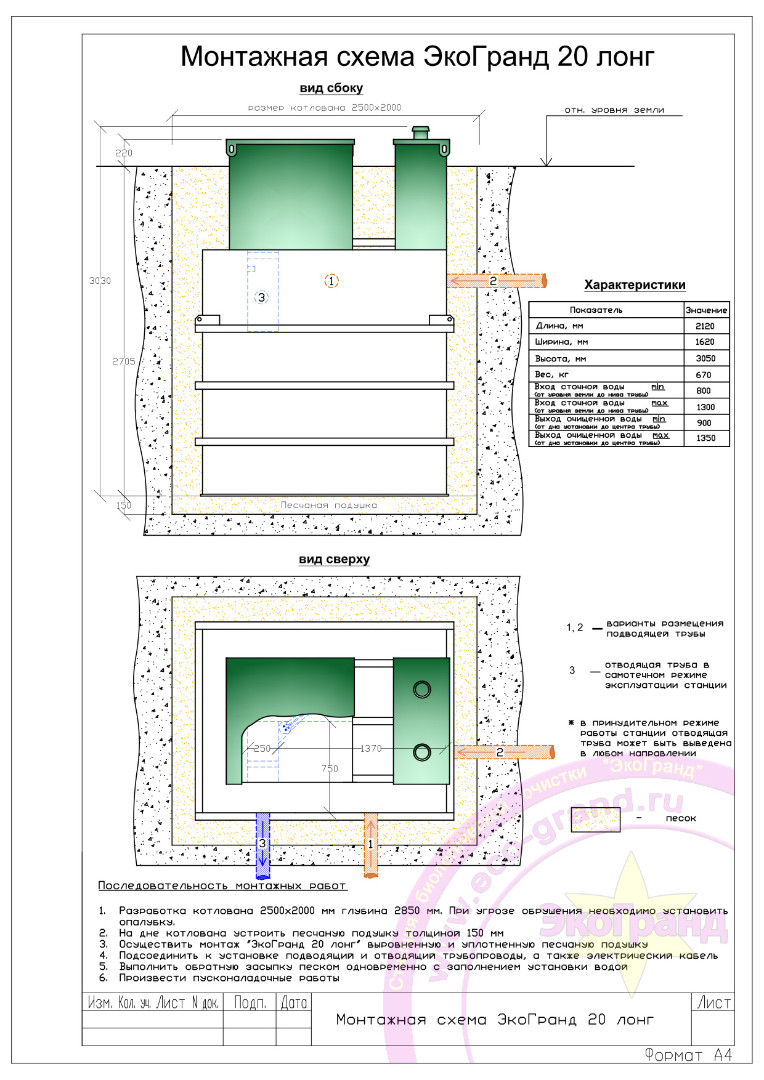 Монтажная схема ЭкоГранд 20 лонг
вид сбоку
размер котлована 2500x2000
отн. уровня земли
220
3030
2705
150
1
2
3
Песчаная подушка
Характеристики
Показатель Значение
Длина, мм 2120
Ширина, мм 1620
Высота, мм 3050
Вес, кг 670
Вход сточной воды min 800
(от уровня земли до низа трубы)
Вход сточной воды max 1300
(от уровня земли до низа трубы)
Выход очищенной воды min 900
(от дна установки до центра трубы)
Выход очищенной воды max 1350
(от дна установки до центра трубы)
вид сверху
250
1370
750
2
3
1
1, 2 — варианты размещения
подводящей трубы
3 — отводящая труба в
самотечном режиме
эксплуатации станции
* в принудительном режиме
работы станции отводящая
труба может быть выведена
в любом направлении
- песок
очистки "ЭкоГранд"
www.eco-grand.ru
ЭкоГранд
Последовательность монтажных работ
1. Разработка котлована 2500x2000 мм глубина 2850 мм. При угрозе обрушения необходимо установить
опалубку.
2. На дне котлована устроить песчаную подушку толщиной 150 мм
3. Осуществить монтаж "ЭкоГранд 20 лонг" выровненную и уплотненную песчаную подушку
4. Подсоединить к установке подводящий и отводящий трубопроводы, а также электрический кабель
5. Выполнить обратную засыпку песком одновременно с заполнением установки водой
6. Произвести пусконаладочные работы
Изм. Кол. уч. Лист N док. Подп. Дата
Монтажная схема ЭкоГранд 20 лонг
Лист
Формат А4